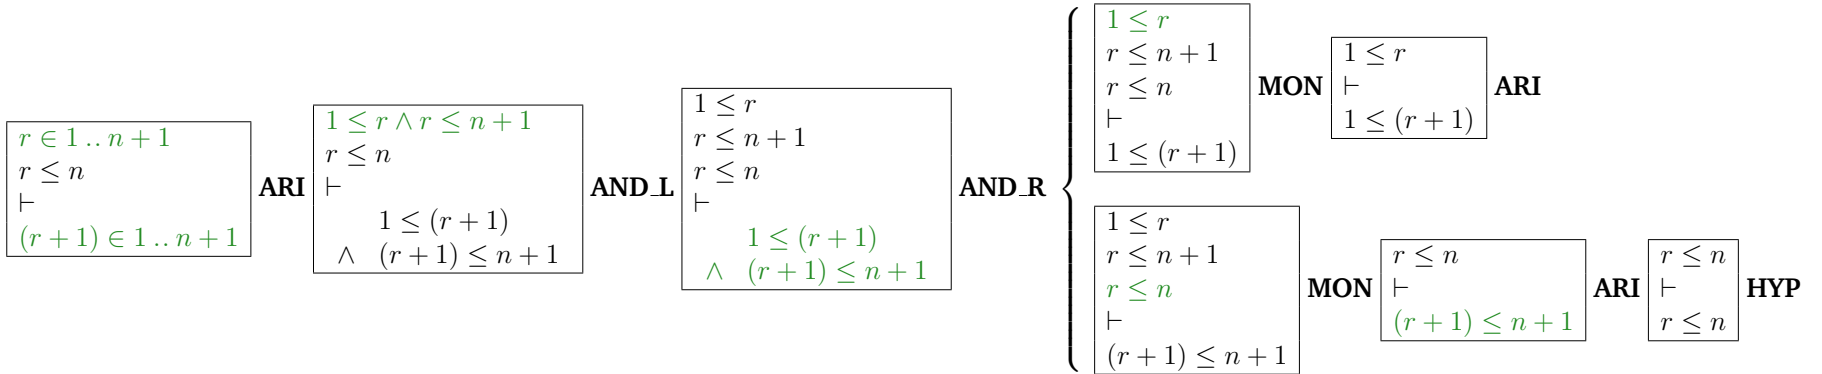 r ∈ 1 .. n + 1
r ≤ n
⊢
(r + 1) ∈ 1 .. n + 1
ARI
1 ≤ r ∧ r ≤ n + 1
r ≤ n
⊢
1 ≤ (r + 1)
∧ (r + 1) ≤ n + 1
AND_L
1 ≤ r
r ≤ n + 1
r ≤ n
⊢
1 ≤ (r + 1)
∧ (r + 1) ≤ n + 1
AND_R
1 ≤ r
r ≤ n + 1
r ≤ n
⊢
1 ≤ (r + 1)
MON
1 ≤ r
⊢
1 ≤ (r + 1)
ARI
1 ≤ r
r ≤ n + 1
r ≤ n
⊢
(r + 1) ≤ n + 1
MON
r ≤ n
⊢
(r + 1) ≤ n + 1
ARI
r ≤ n
⊢
r ≤ n
HYP